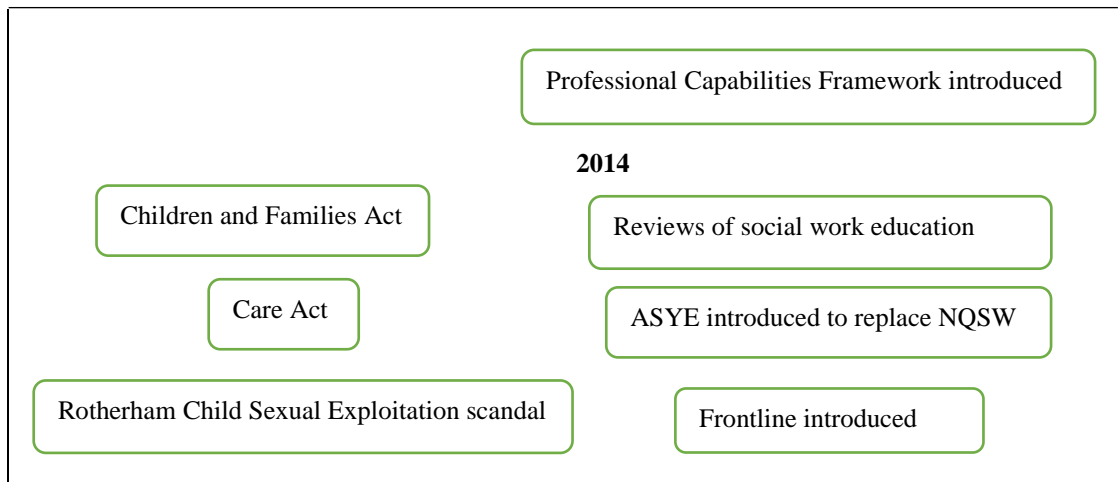 Professional Capabilities Framework introduced
2014
Children and Families Act
Reviews of social work education
Care Act
ASYE introduced to replace NQSW
Rotherham Child Sexual Exploitation scandal
Frontline introduced